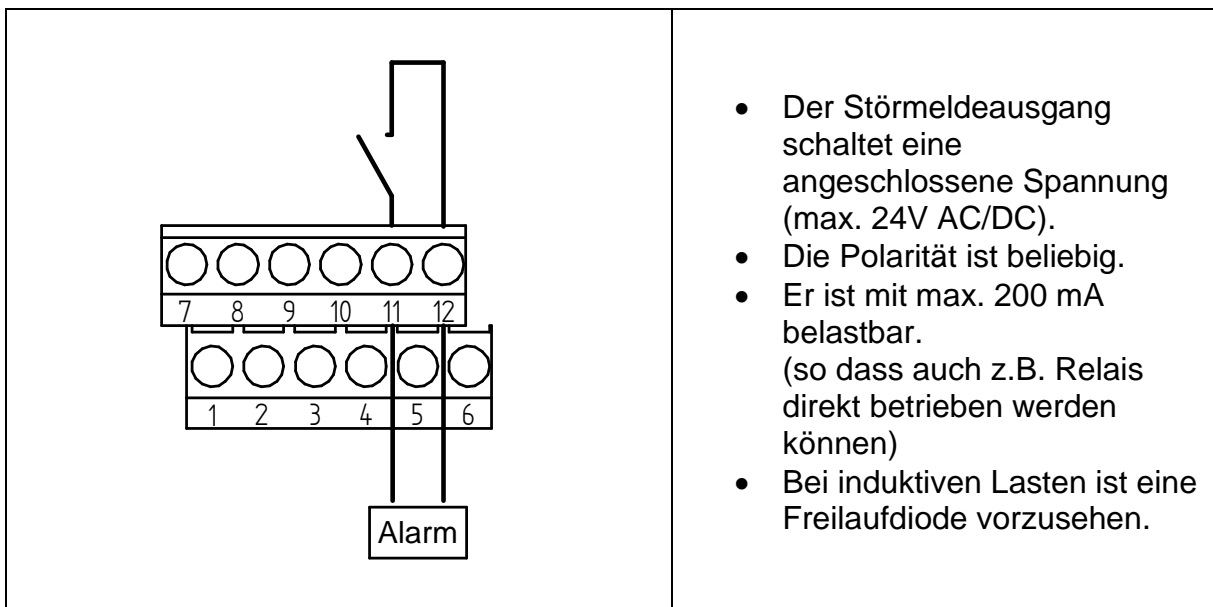 7 8 9 10 11 12
1 2 3 4 5 6
Alarm
• Der Störmeldeausgang
schaltet eine
angeschlossene Spannung
(max. 24V AC/DC).
• Die Polarität ist beliebig.
• Er ist mit max. 200 mA
belastbar.
(so dass auch z.B. Relais
direkt betrieben werden
können)
• Bei induktiven Lasten ist eine
Freilaufdiode vorzusehen.